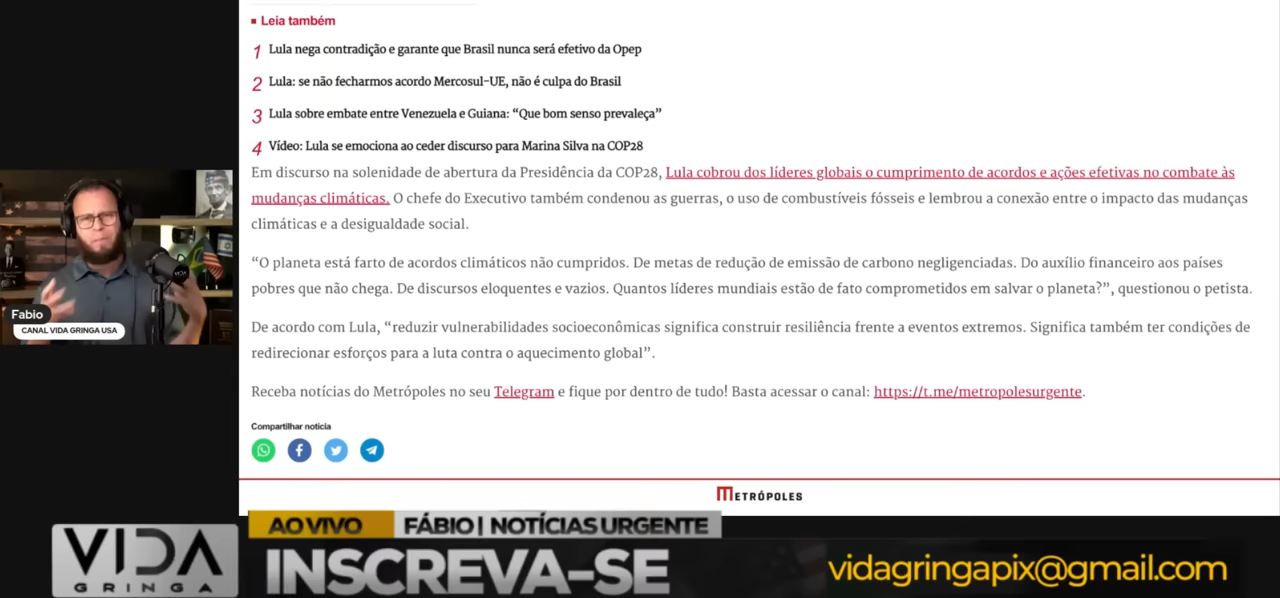 Leia também
1 Lula nega contradição e garante que Brasil nunca será efetivo da Opep
2 Lula: se não fecharmos acordo Mercosul-UE, não é culpa do Brasil
3 Lula sobre embate entre Venezuela e Guiana: “Que bom senso prevaleça”
4 Vídeo: Lula se emociona ao ceder discurso para Marina Silva na COP28
Em discurso na solenidade de abertura da Presidência da COP28, Lula cobrou dos líderes globais o cumprimento de acordos e ações efetivas no combate às
mudanças climáticas. O chefe do Executivo também condenou as guerras, o uso de combustíveis fósseis e lembrou a conexão entre o impacto das mudanças
climáticas e a desigualdade social.
“O planeta está farto de acordos climáticos não cumpridos. De metas de redução de emissão de carbono negligenciadas. Do auxílio financeiro aos países
pobres que não chega. De discursos eloquentes e vazios. Quantos líderes mundiais estão de fato comprometidos em salvar o planeta?”, questionou o petista.
De acordo com Lula, “reduzir vulnerabilidades socioeconômicas significa construir resiliência frente a eventos extremos. Significa também ter condições de
redirecionar esforços para a luta contra o aquecimento global”.
Receba notícias do Metrópoles no seu Telegram e fique por dentro de tudo! Basta acessar o canal: https://t.me/metropolesurgente.
Compartilhar notícia
METRÓPOLES
Fabio
CANAL VIDA GRINGA USA
VIDA
GRINGA
AO VIVO FÁBIO | NOTÍCIAS URGENTE
INSCREVA-SE
vidagringapix@gmail.com